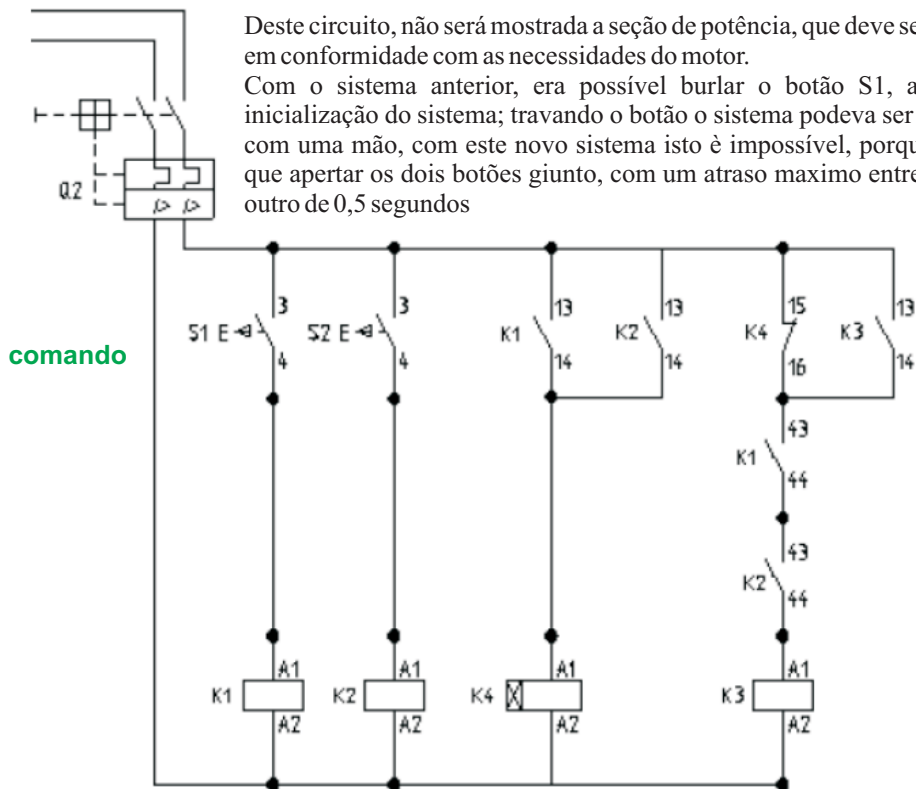 Deste circuito, não será mostrada a seção de potência, que deve se
em conformidade com as necessidades do motor.
Com o sistema anterior, era possível burlar o botão S1, a
inicialização do sistema; travando o botão o sistema podeva ser
com uma mão, com este novo sistema isto è impossível, porqu
que apertar os dois botões giunto, com um atraso maximo entre
outro de 0,5 segundos
Q2
comando
3 3 13 13 15 13
S1 E S2 E K1 K2 K4 K3
4 4 14 14 16 14
43
K1
44
43
K2
44
A1 A1 A1 A1
K1 K2 K4 K3
A2 A2 A2 A2